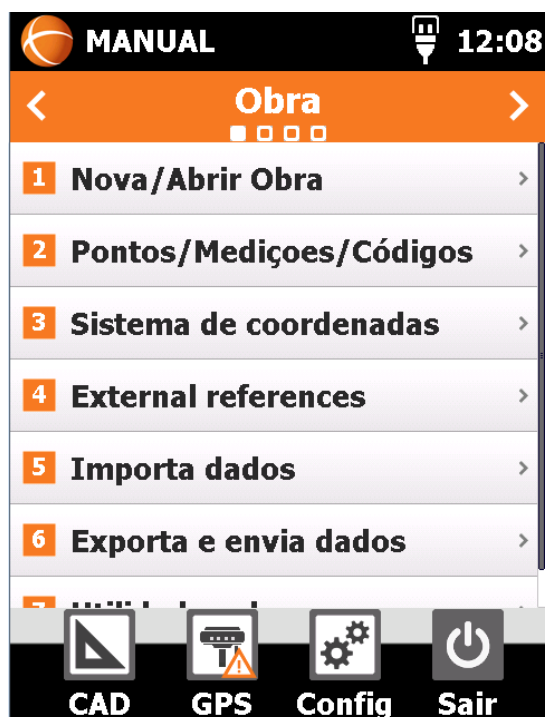 MANUAL 12:08
Obra
1 Nova/Abrir Obra
2 Pontos/Mediçoes/Códigos
3 Sistema de coordenadas
4 External references
5 Importa dados
6 Exporta e envia dados
7
CAD GPS Config Sair